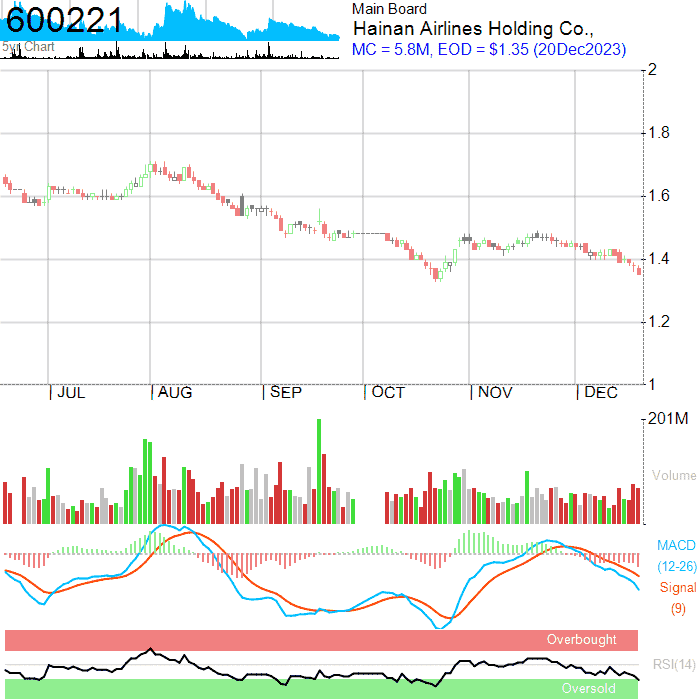 600221
5yr Chart
Main Board
Hainan Airlines Holding Co.,
MC = 5.8M, EOD = $1.35 (20Dec2023)
2
1.8
1.6
1.4
1.2
1
JUL AUG SEP OCT NOV DEC
201M
Volume
MACD
(12-26)
Signal
(9)
Overbought
RSI(14)
Oversold